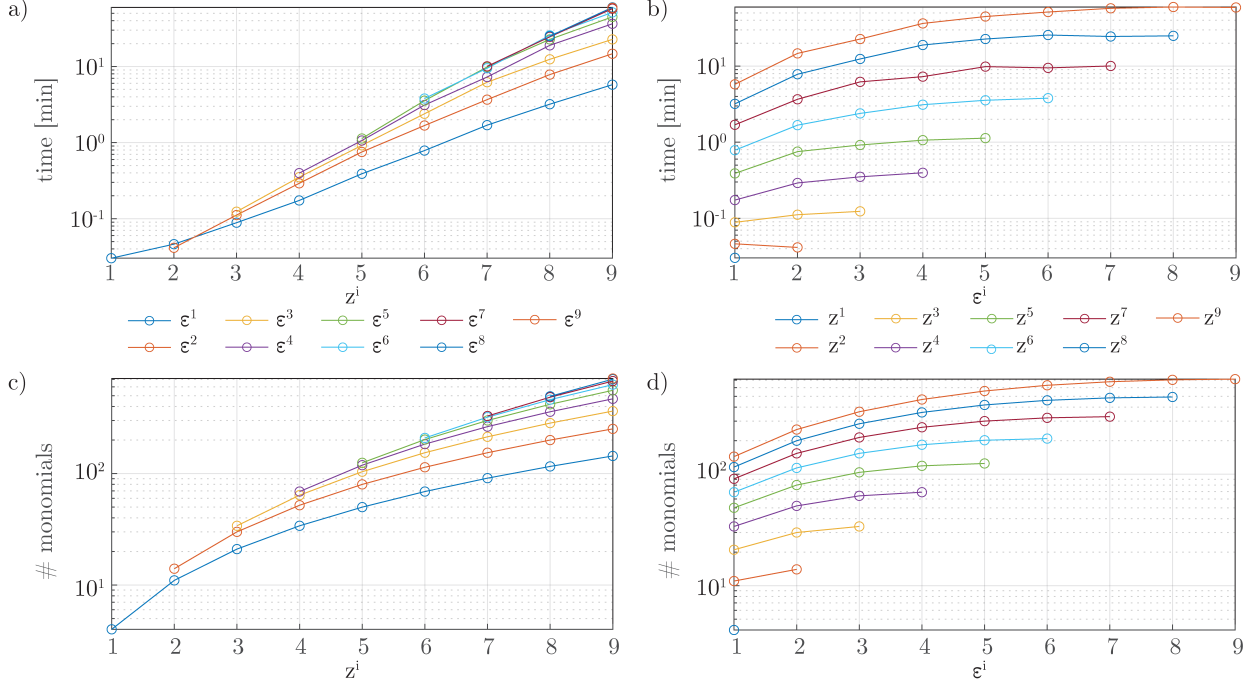 a)
time [min]
10¹
10⁰
10⁻¹
1 2 3 4 5 6 7 8 9
zⁱ
b)
time [min]
10¹
10⁰
10⁻¹
1 2 3 4 5 6 7 8 9
εⁱ
ε¹ ε³ ε⁵ ε⁷ ε⁹
ε² ε⁴ ε⁶ ε⁸
z¹ z³ z⁵ z⁷ z⁹
z² z⁴ z⁶ z⁸
c)
# monomials
10²
10¹
1 2 3 4 5 6 7 8 9
zⁱ
d)
# monomials
10²
10¹
1 2 3 4 5 6 7 8 9
εⁱ